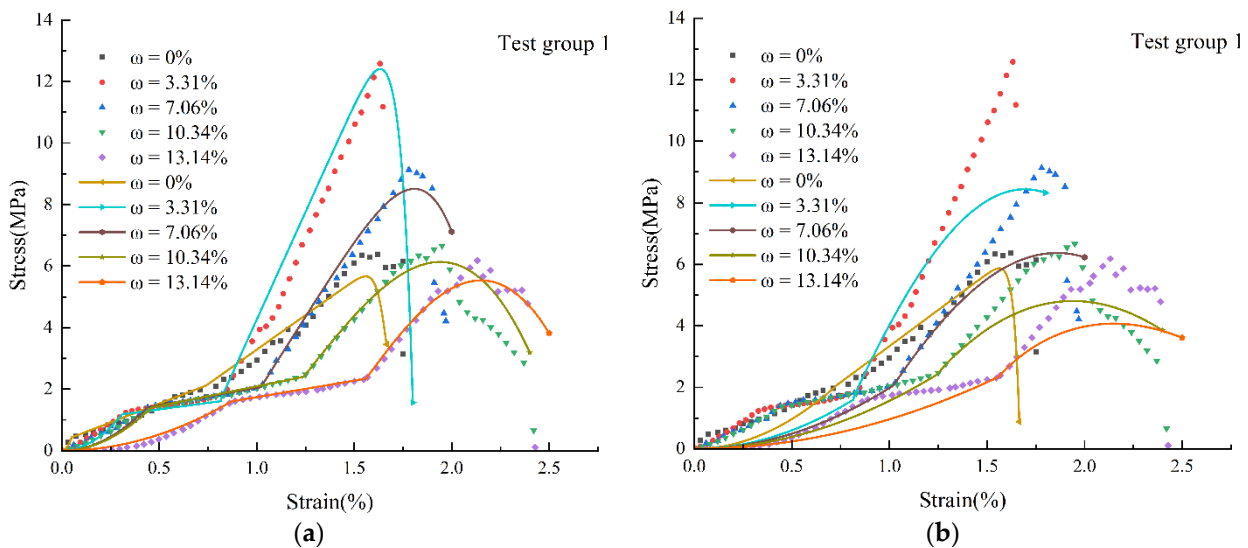 14
12
10
8
6
4
2
0
Stress(MPa)
Test group 1
ω = 0%
ω = 3.31%
ω = 7.06%
ω = 10.34%
ω = 13.14%
ω = 0%
ω = 3.31%
ω = 7.06%
ω = 10.34%
ω = 13.14%
0.0 0.5 1.0 1.5 2.0 2.5
Strain(%)
(a)
14
12
10
8
6
4
2
0
Stress(MPa)
Test group 1
ω = 0%
ω = 3.31%
ω = 7.06%
ω = 10.34%
ω = 13.14%
ω = 0%
ω = 3.31%
ω = 7.06%
ω = 10.34%
ω = 13.14%
0.0 0.5 1.0 1.5 2.0 2.5
Strain(%)
(b)